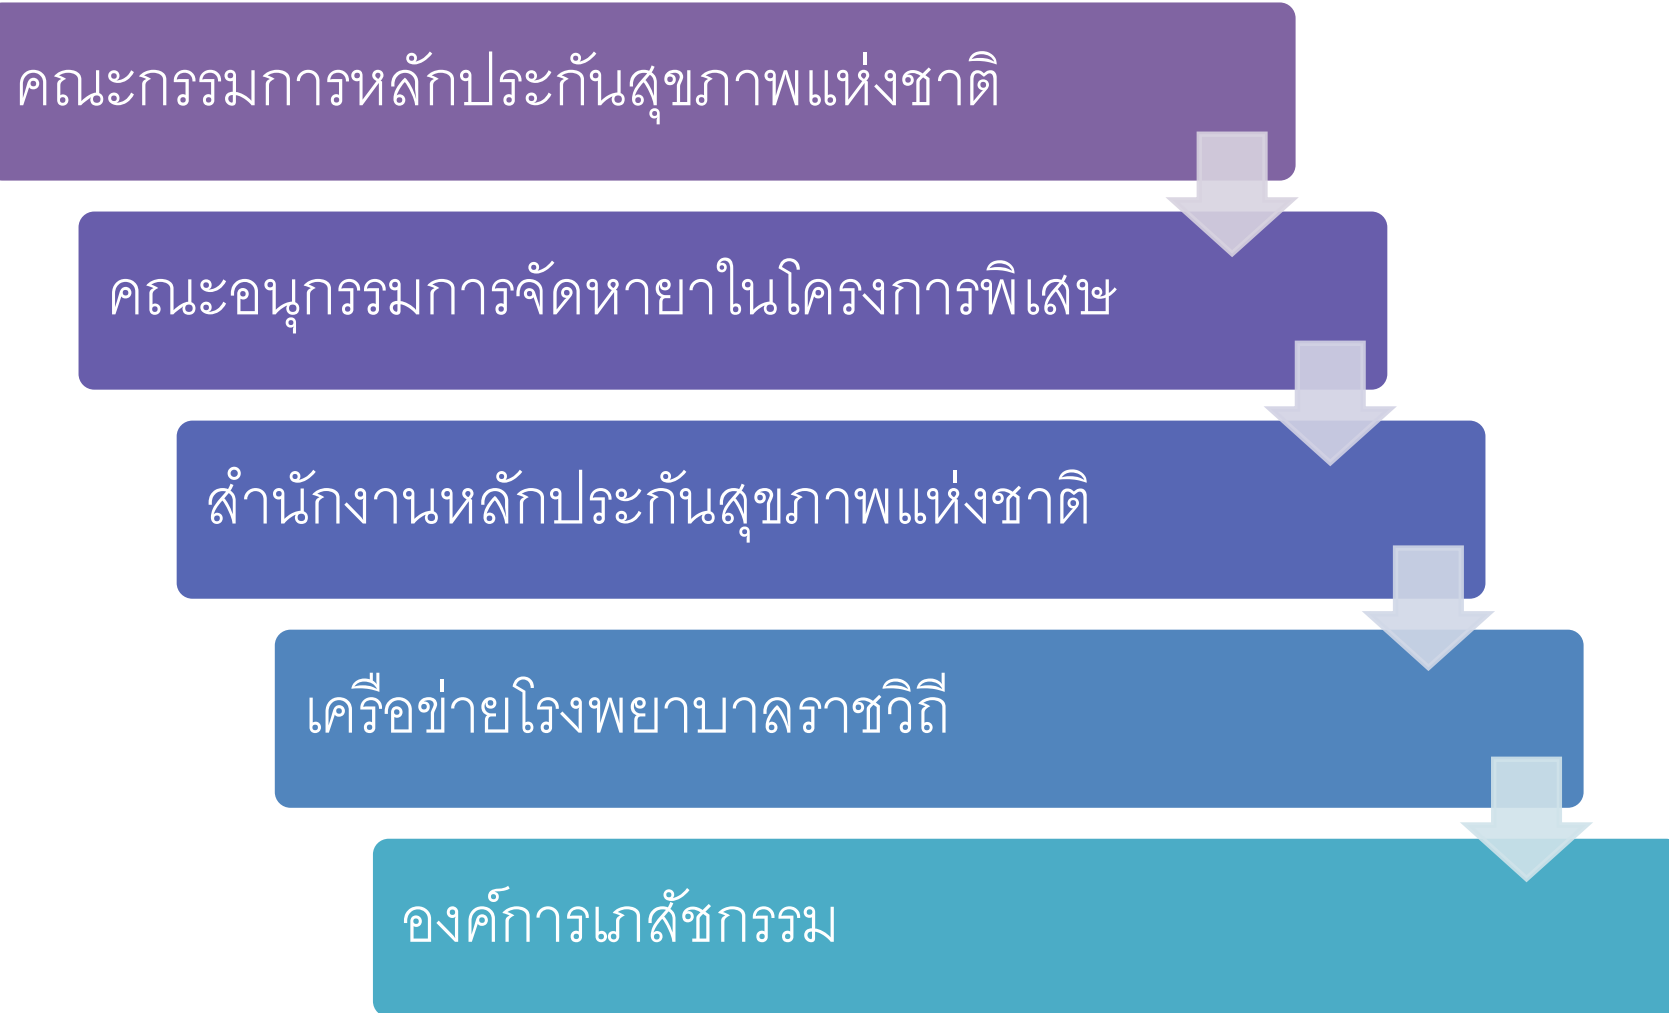 คณะกรรมการหลักประกันสุขภาพแห่งชาติ
คณะอนุกรรมการจัดหายาในโครงการพิเศษ
สำนักงานหลักประกันสุขภาพแห่งชาติ
เครือข่ายโรงพยาบาลราชวิถี
องค์การเภสัชกรรม